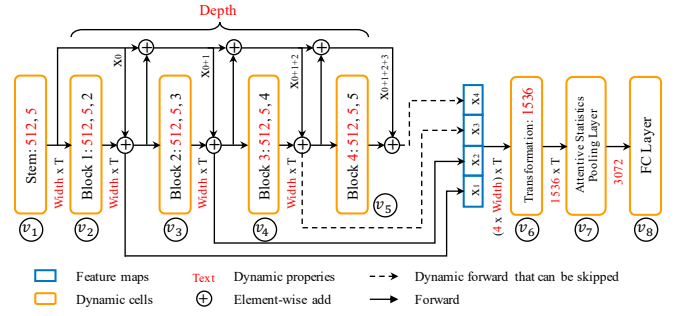 Depth
X0
X0+1
X0+1+2
X0+1+2+3
Stem: 512, 5
Width x T
Block 1: 512, 5, 2
Width x T
Block 2: 512, 5, 3
Width x T
Block 3: 512, 5, 4
Width x T
Block 4: 512, 5, 5
X4
X3
X2
X1
(4 x Width) x T
Transformation: 1536
1536 x T
Attentive Statistics
Pooling Layer
3072
FC Layer
v1
v2
v3
v4
v5
v6
v7
v8
Feature maps
Text
Dynamic properies
Dynamic forward that can be skipped
Dynamic cells
Element-wise add
Forward